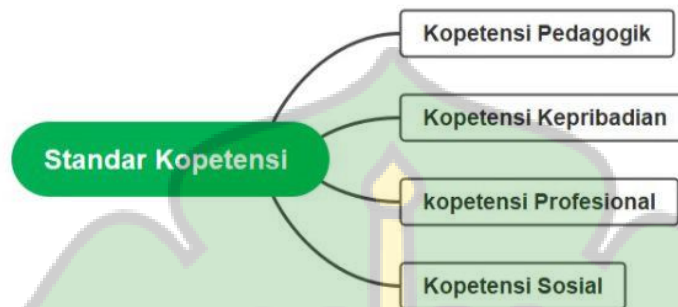 Kopetensi Pedagogik
Kopetensi Kepribadian
Standar Kopetensi
kopetensi Profesional
Kopetensi Sosial